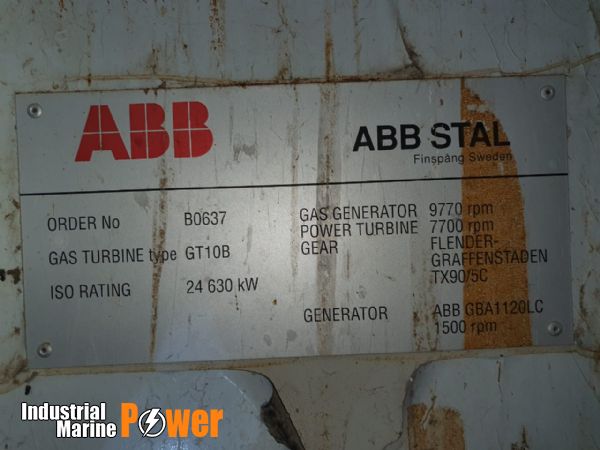 ABB
ABB STAL
Finspång Sweden
ORDER No B0637
GAS TURBINE type GT10B
ISO RATING 24 630 kW
GAS GENERATOR 9770 rpm
POWER TURBINE 7700 rpm
GEAR FLENDER-
GRAFFENSTADEN
TX90/5C
GENERATOR ABB GBA1120LC
1500 rpm
Industrial
Marine Power